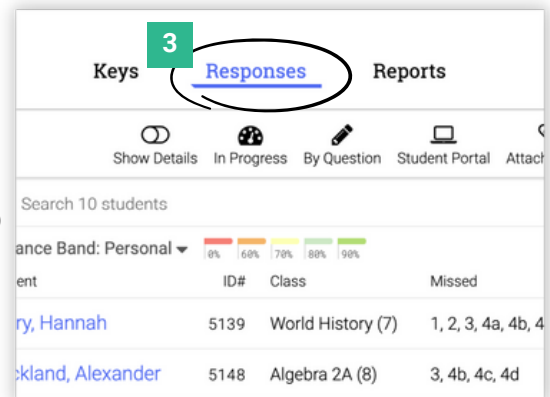 3
Keys Responses Reports
Show Details In Progress By Question Student Portal Attach
Search 10 students
ance Band: Personal 0% 60% 70% 80% 90%
ent ID# Class Missed
ry, Hannah 5139 World History (7) 1, 2, 3, 4a, 4b, 4
ckland, Alexander 5148 Algebra 2A (8) 3, 4b, 4c, 4d